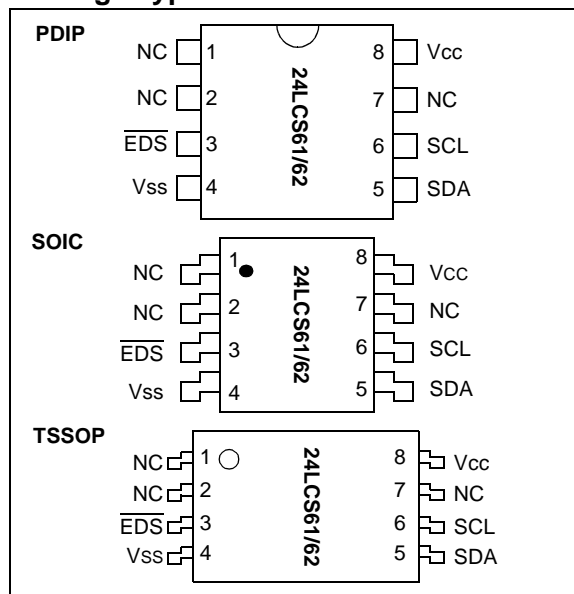 PDIP
NC 1 8 Vcc
NC 2 7 NC
EDS 3 6 SCL
Vss 4 5 SDA
24LCS61/62
SOIC
NC 1 8 Vcc
NC 2 7 NC
EDS 3 6 SCL
Vss 4 5 SDA
24LCS61/62
TSSOP
NC 1 8 Vcc
NC 2 7 NC
EDS 3 6 SCL
Vss 4 5 SDA
24LCS61/62